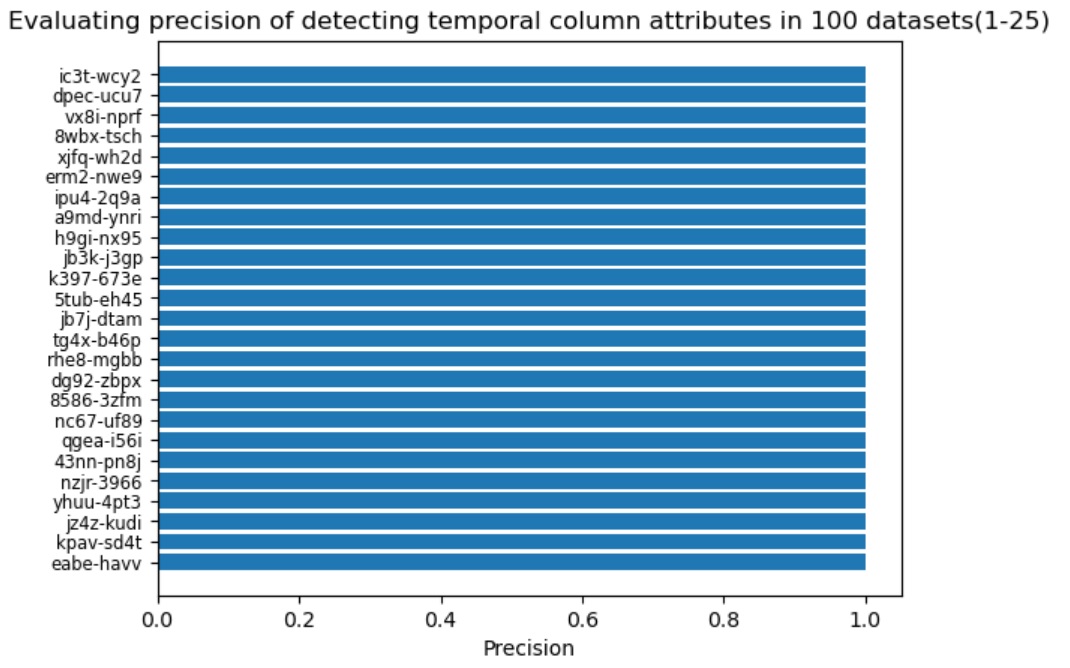 Evaluating precision of detecting temporal column attributes in 100 datasets(1-25)
ic3t-wcy2
dpec-ucu7
vx8i-nprf
8wbx-tsch
xjfq-wh2d
erm2-nwe9
ipu4-2q9a
a9md-ynri
h9gi-nx95
jb3k-j3gp
k397-673e
5tub-eh45
jb7j-dtam
tg4x-b46p
rhe8-mgbb
dg92-zbpx
8586-3zfm
nc67-uf89
qgea-i56i
43nn-pn8j
nzjr-3966
yhuu-4pt3
jz4z-kudi
kpav-sd4t
eabe-havv
0.0 0.2 0.4 0.6 0.8 1.0
Precision